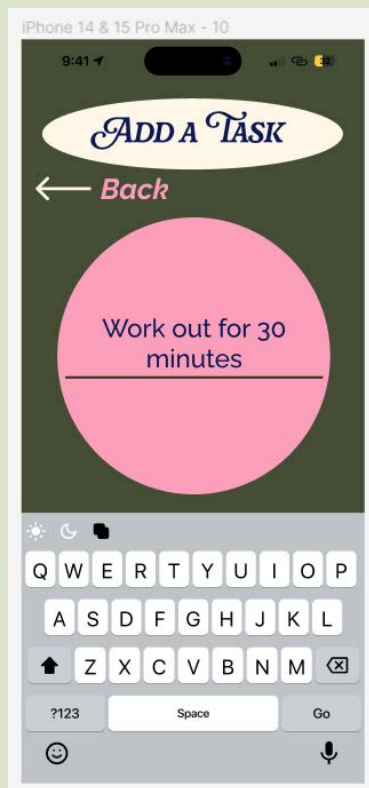 iPhone 14 & 15 Pro Max - 10
9:41
32
ADD A TASK
Back
Work out for 30
minutes
Q W E R T Y U I O P
A S D F G H J K L
Z X C V B N M
?123 Space Go